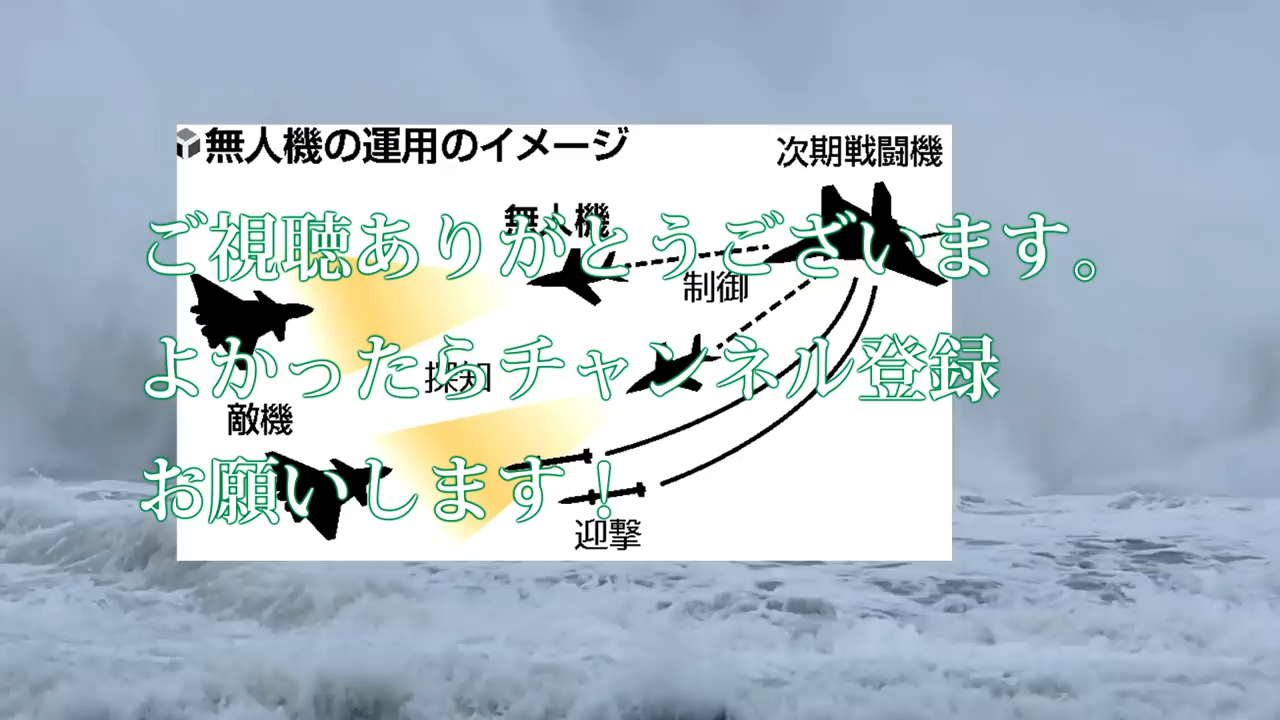 無人機の運用のイメージ
次期戦闘機
無人機
ご視聴ありがとうございます。
制御
よかったらチャンネル登録
探知
敵機
お願いします！
迎撃